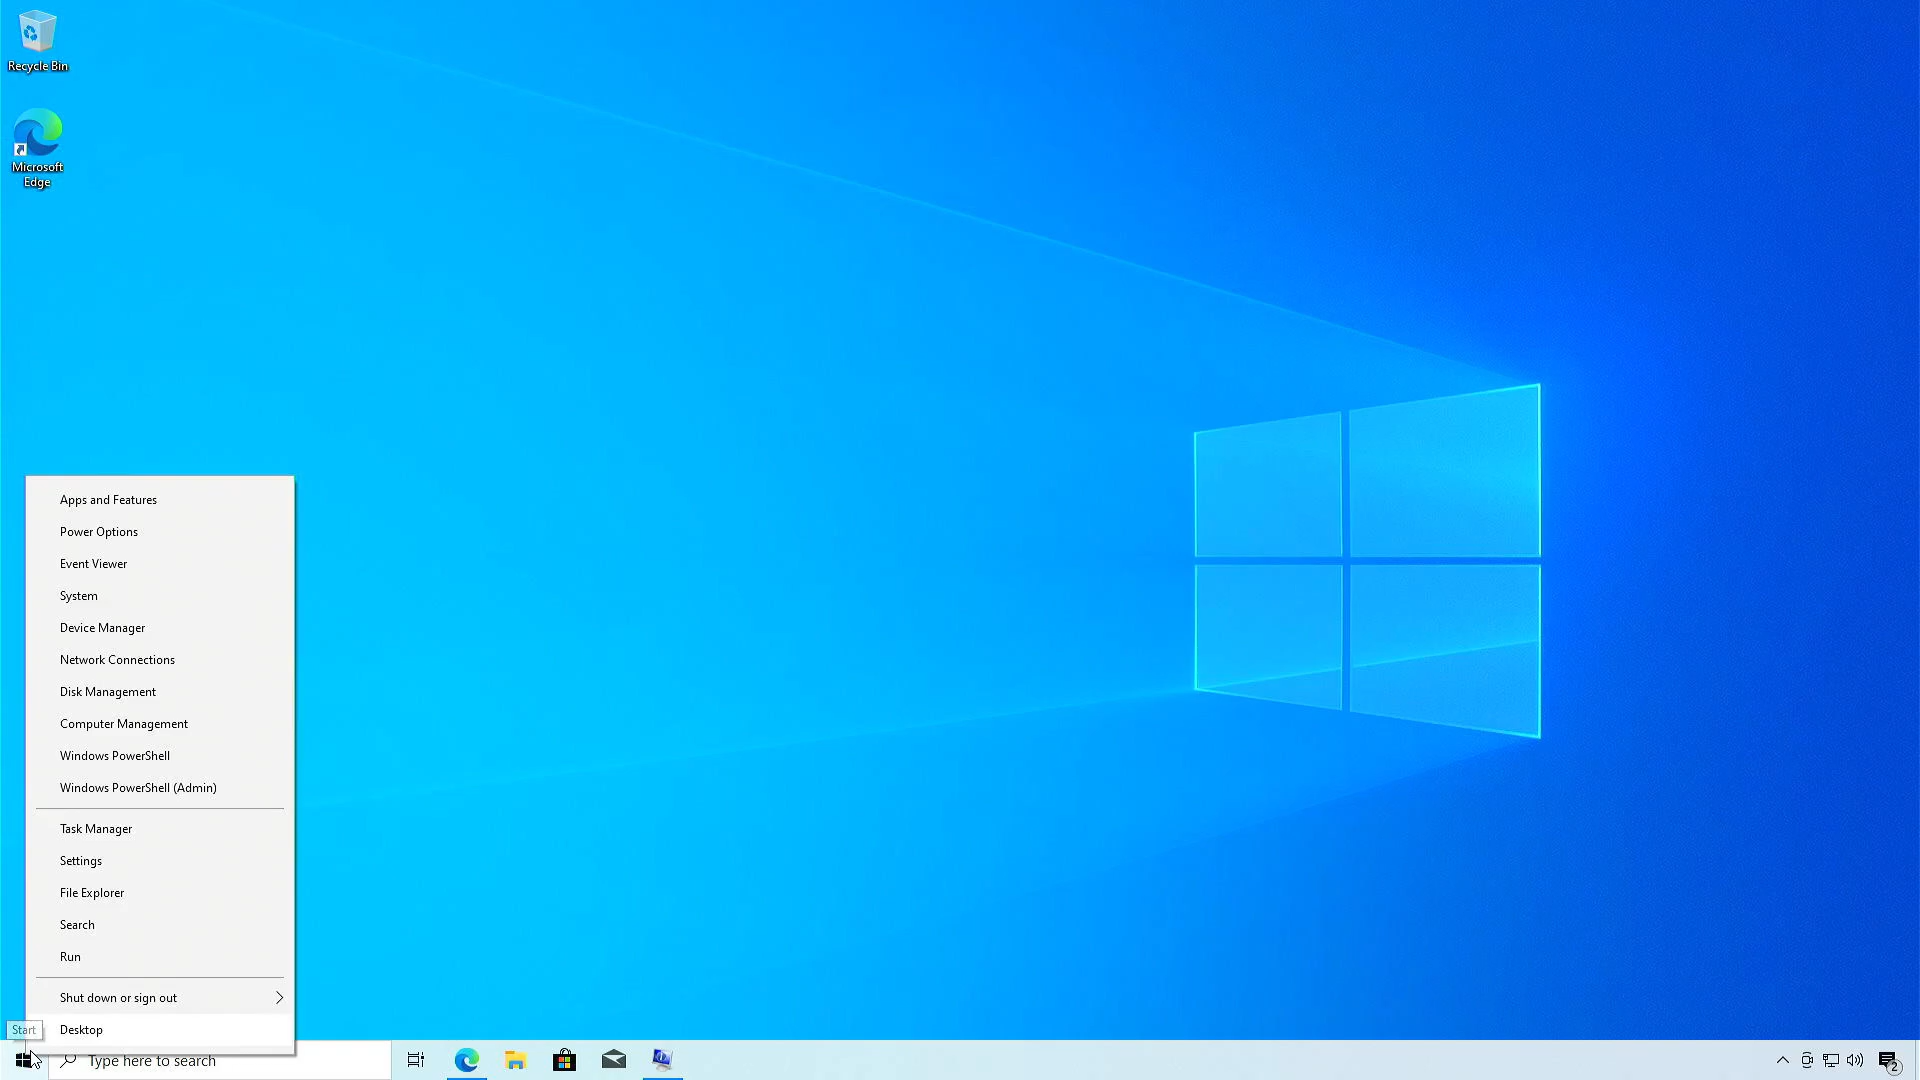 Recycle Bin
Microsoft
Edge
Apps and Features
Power Options
Event Viewer
System
Device Manager
Network Connections
Disk Management
Computer Management
Windows PowerShell
Windows PowerShell (Admin)
Task Manager
Settings
File Explorer
Search
Run
Shut down or sign out
Desktop
Start
Type here to search
2